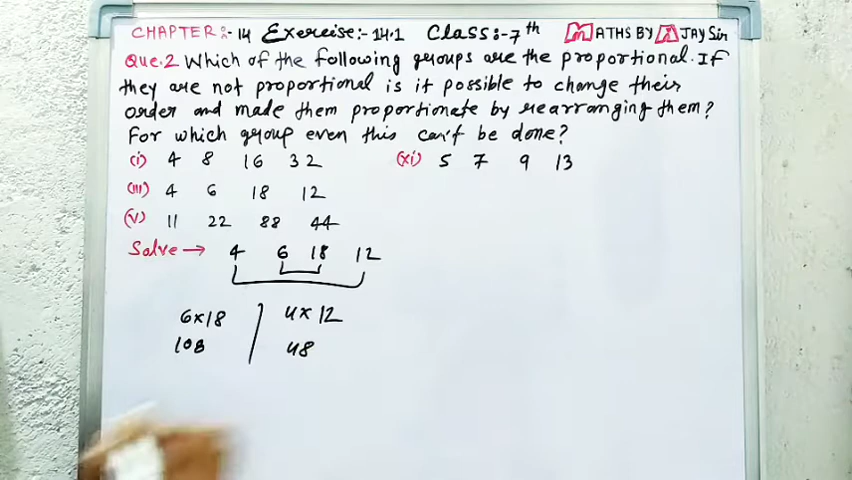 CHAPTER:-14 Exercise:-14.1 Class:-7th MATHS BY AJAY Sir
Que.2 Which of the following groups are the proportional. If
they are not proportional is it possible to change their
order and made them proportionate by rearranging them?
For which group even this can't be done?
(i) 4 8 16 32 (xi) 5 7 9 13
(iii) 4 6 18 12
(v) 11 22 88 44
Solve → 4 6 18 12
6×18 | 4×12
108 | 48